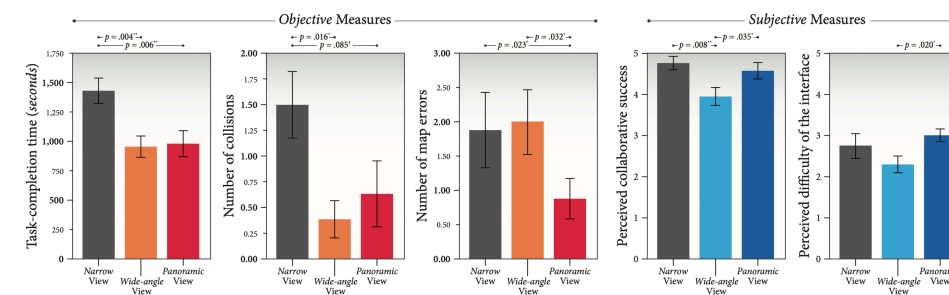 Objective Measures
Subjective Measures
p = .004**
p = .006**
Task-completion time (seconds)
1,750
1,500
1,250
1,000
750
500
250
0
Narrow View
Wide-angle View
Panoramic View
p = .016*
p = .085†
Number of collisions
2.00
1.75
1.50
1.25
1.00
0.75
0.50
0.25
0.00
Narrow View
Wide-angle View
Panoramic View
p = .032*
p = .023*
Number of map errors
3.00
2.00
1.50
1.00
0.50
0.00
Narrow View
Wide-angle View
Panoramic View
p = .035*
p = .008**
Perceived collaborative success
5
4
3
2
1
0
Narrow View
Wide-angle View
Panoramic View
p = .020*
Perceived difficulty of the interface
5
4
3
2
1
0
Narrow View
Wide-angle View